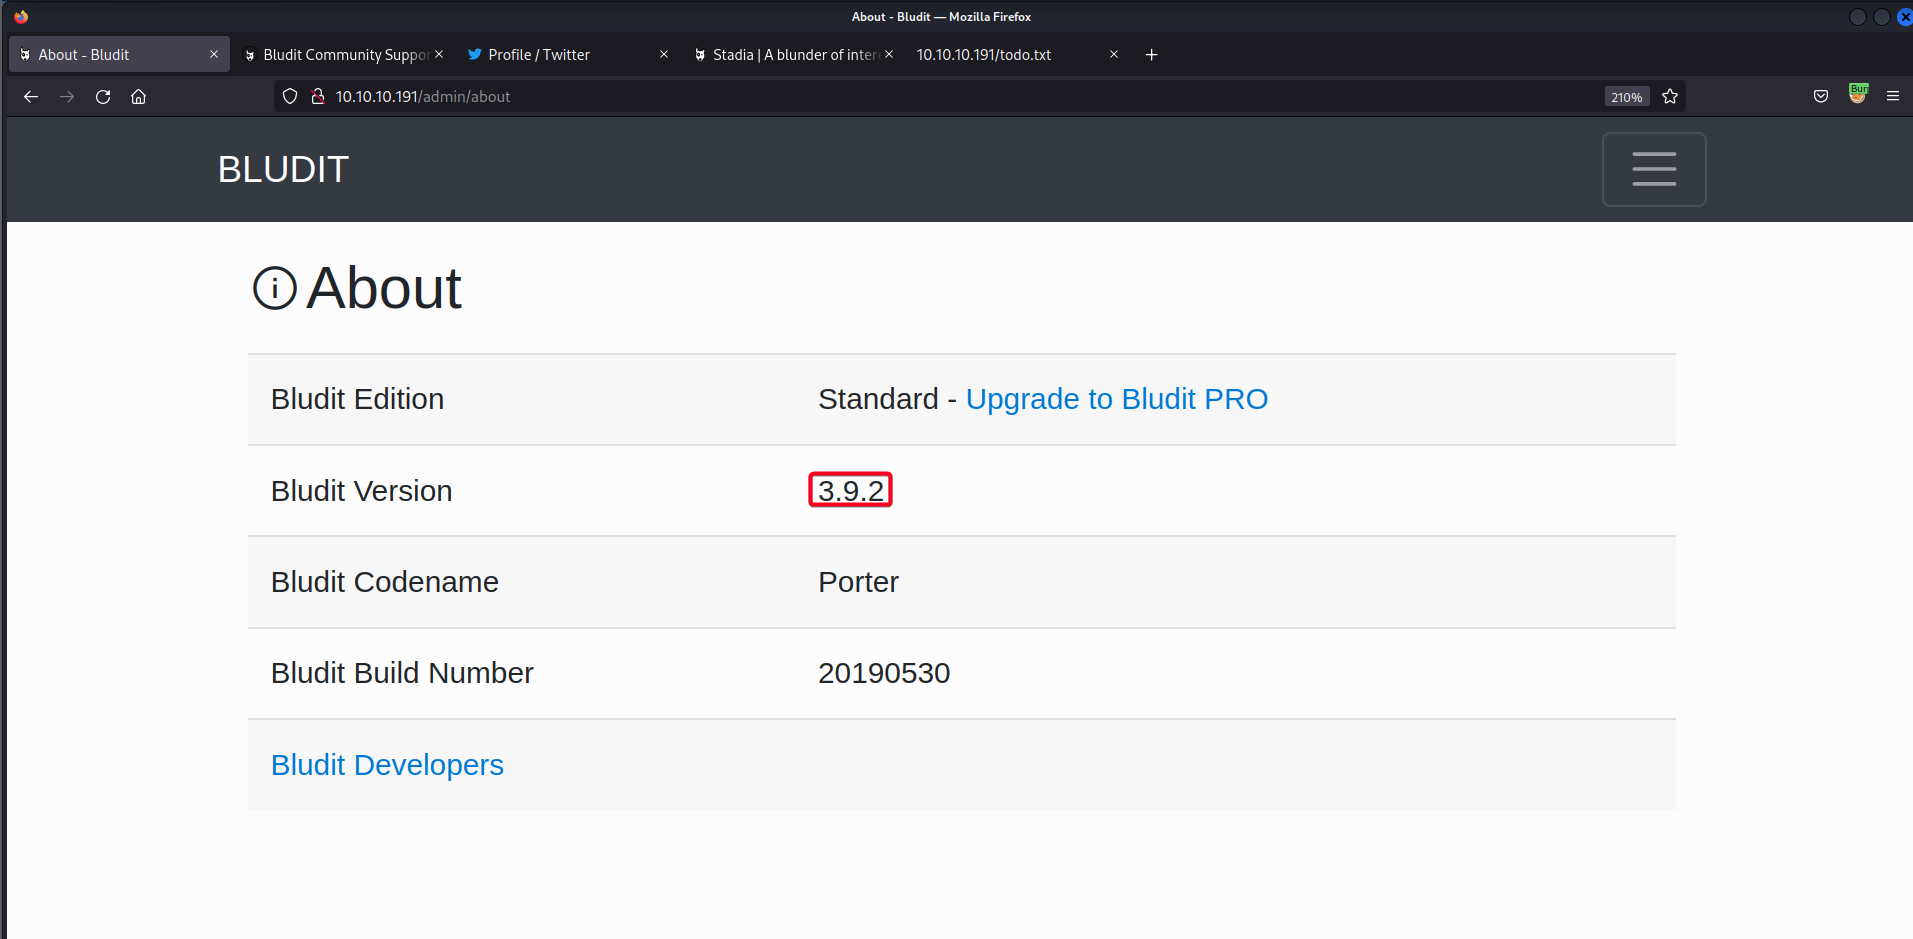 About - Bludit — Mozilla Firefox
About - Bludit
Bludit Community Suppor
Profile / Twitter
Stadia | A blunder of inter
10.10.10.191/todo.txt
10.10.10.191/admin/about
210%
Bur
BLUDIT
About
Bludit Edition Standard - Upgrade to Bludit PRO
Bludit Version 3.9.2
Bludit Codename Porter
Bludit Build Number 20190530
Bludit Developers